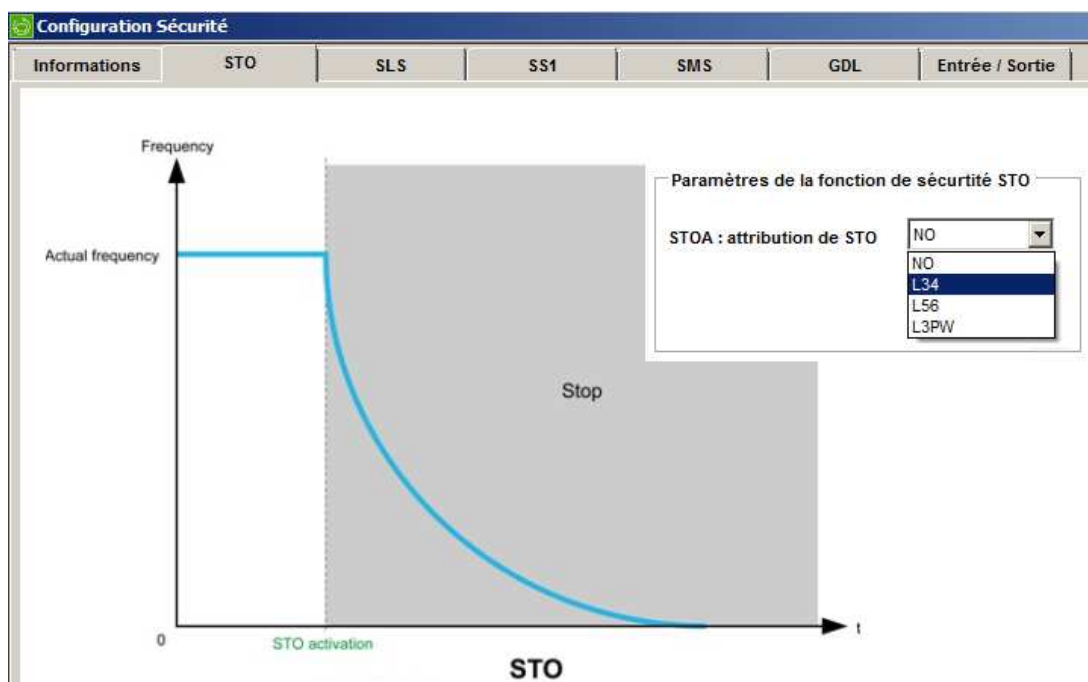 Configuration Sécurité
Informations STO SLS SS1 SMS GDL Entrée / Sortie
Frequency
Paramètres de la fonction de sécurtité STO
STOA : attribution de STO NO
Actual frequency
NO
L34
L56
L3PW
Stop
0
t
STO activation
STO